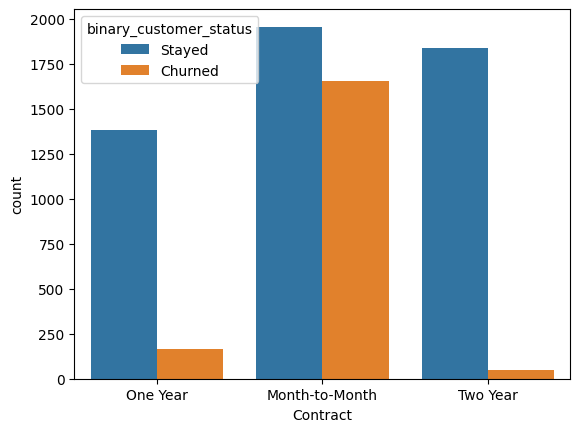 binary_customer_status
Stayed
Churned
2000
1750
1500
1250
1000
750
500
250
0
count
One Year Month-to-Month Two Year
Contract